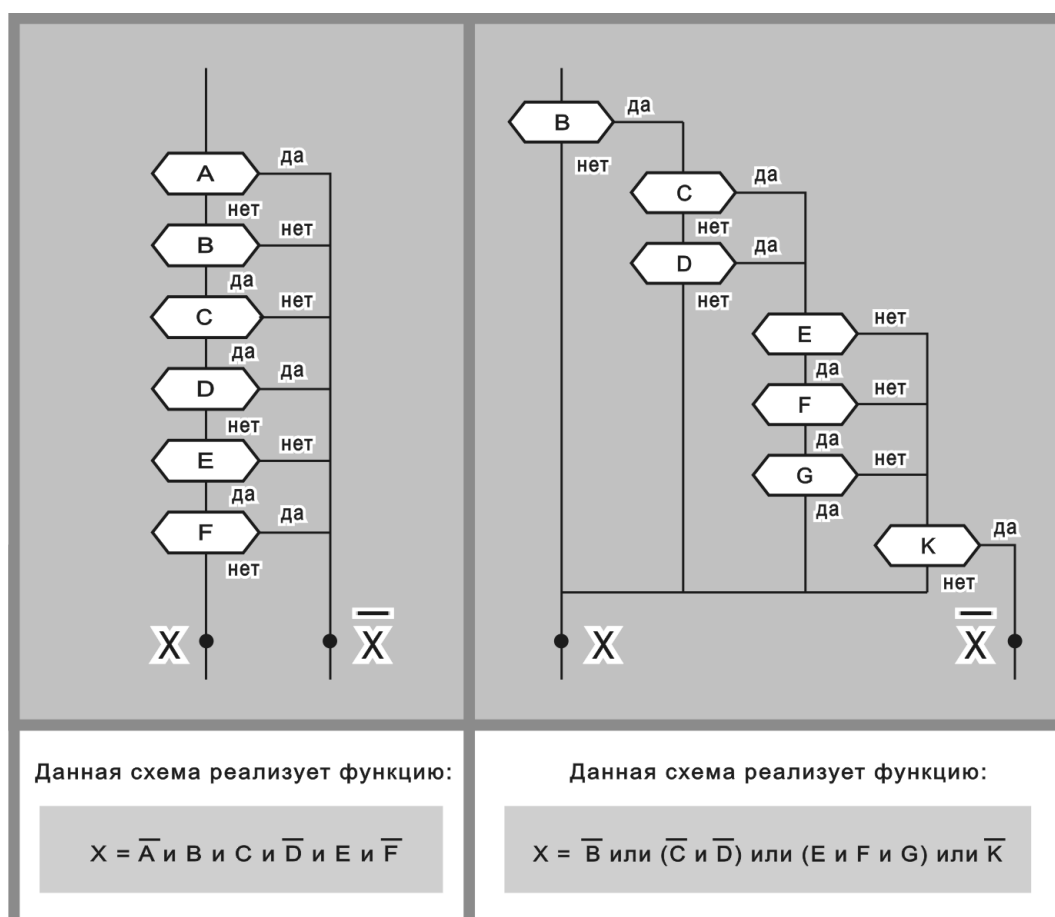 A
да
нет
B
нет
да
C
нет
да
D
да
нет
E
нет
да
F
да
нет
X
X̅
Данная схема реализует функцию:
X = A̅ и B и C и D̅ и E и F̅
B
да
нет
C
да
нет
D
да
нет
E
нет
да
F
нет
да
G
нет
да
K
да
нет
X
X̅
Данная схема реализует функцию:
X = B̅ или (C̅ и D̅) или (E и F и G) или K̅